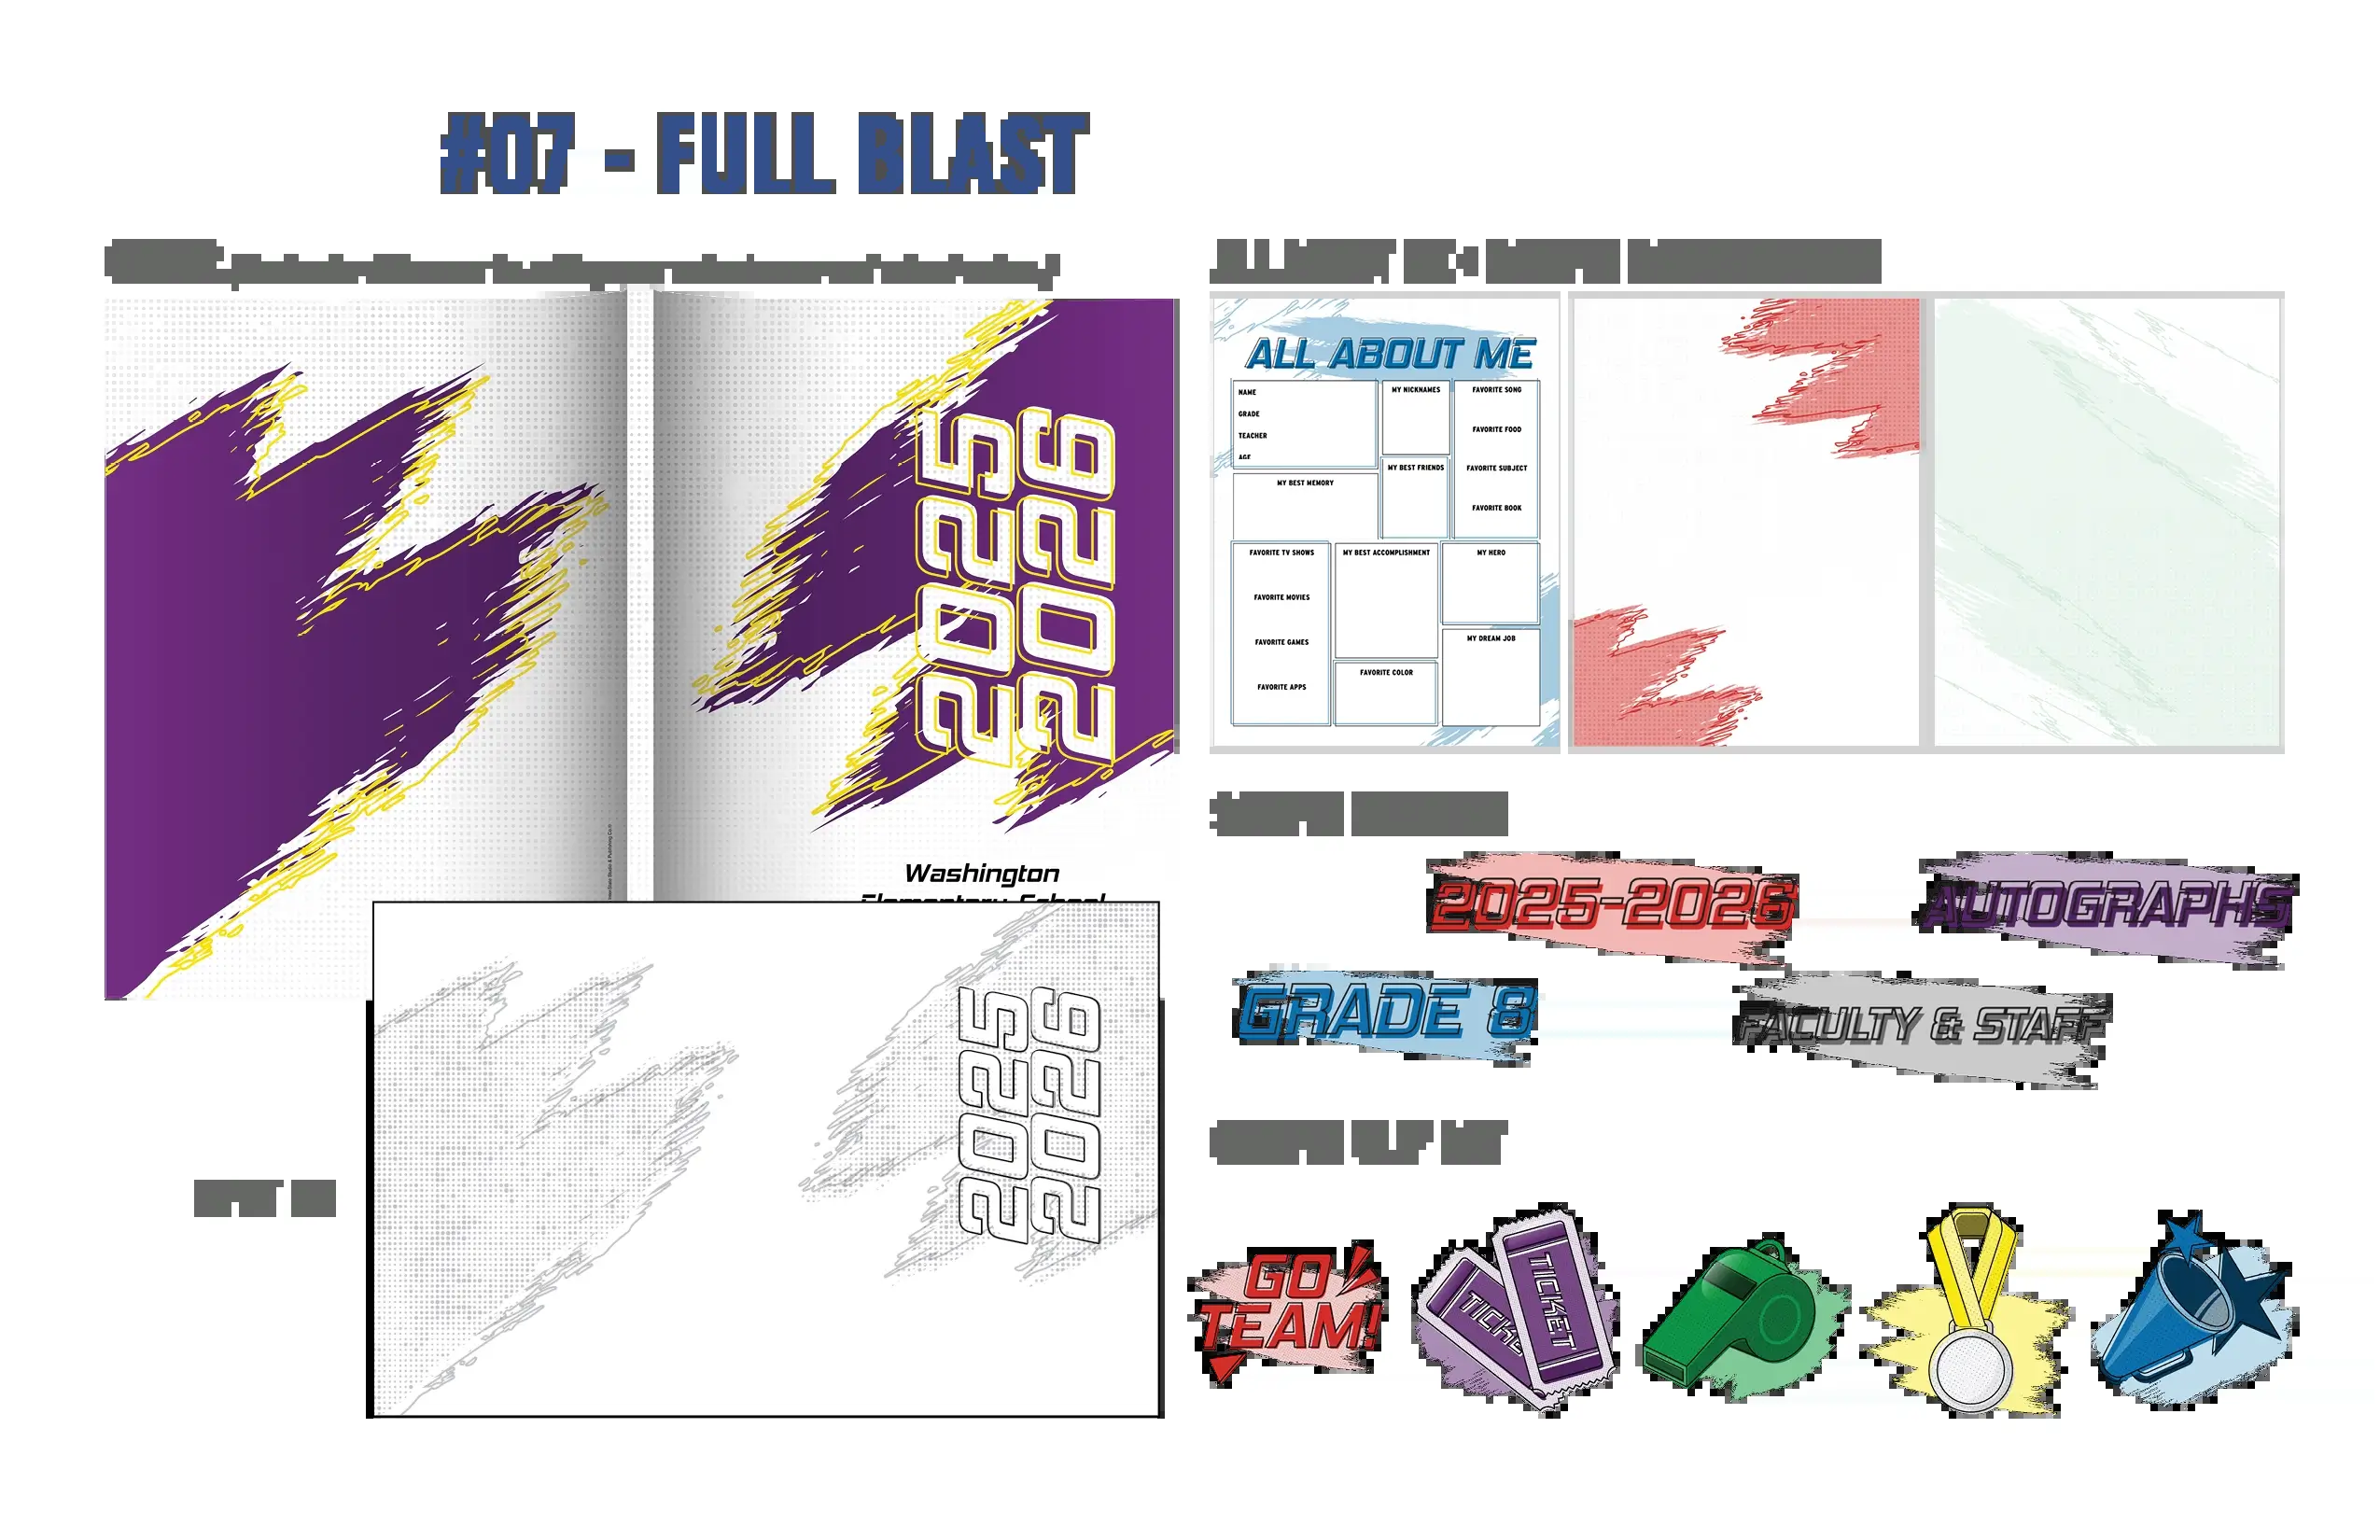 #07 - FULL BLAST
2025
2026
Washington
Elementary School
2025
2026
ALL ABOUT ME
NAME
GRADE
TEACHER
AGE
MY NICKNAMES
FAVORITE SONG
FAVORITE FOOD
MY BEST FRIENDS
FAVORITE SUBJECT
MY BEST MEMORY
FAVORITE BOOK
FAVORITE TV SHOWS
MY BEST ACCOMPLISHMENT
MY HERO
FAVORITE MOVIES
FAVORITE GAMES
MY DREAM JOB
FAVORITE COLOR
FAVORITE APPS
2025-2026
AUTOGRAPHS
GRADE 8
FACULTY & STAFF
GO
TEAM!
TICKE
TICKET